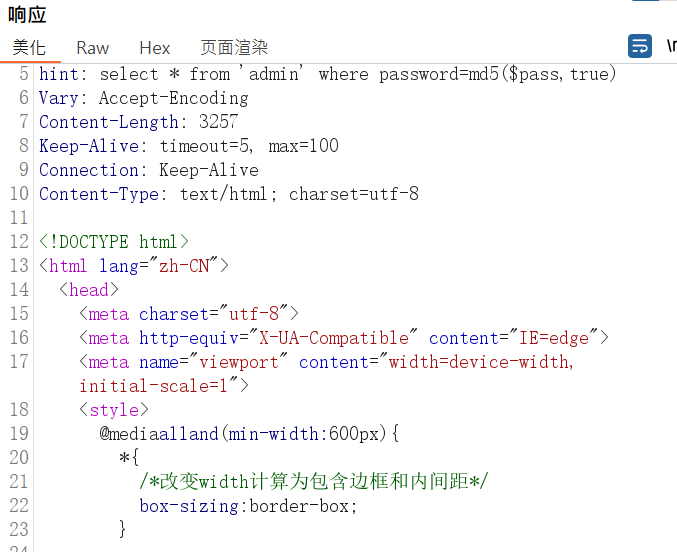 响应
美化 Raw Hex 页面渲染 \n
5 hint: select * from 'admin' where password=md5($pass,true)
6 Vary: Accept-Encoding
7 Content-Length: 3257
8 Keep-Alive: timeout=5, max=100
9 Connection: Keep-Alive
10 Content-Type: text/html; charset=utf-8
11
12 <!DOCTYPE html>
13 <html lang="zh-CN">
14 <head>
15 <meta charset="utf-8">
16 <meta http-equiv="X-UA-Compatible" content="IE=edge">
17 <meta name="viewport" content="width=device-width,
initial-scale=1">
18 <style>
19 @mediaalland(min-width:600px){
20 *{
21 /*改变width计算为包含边框和内间距*/
22 box-sizing:border-box;
23 }